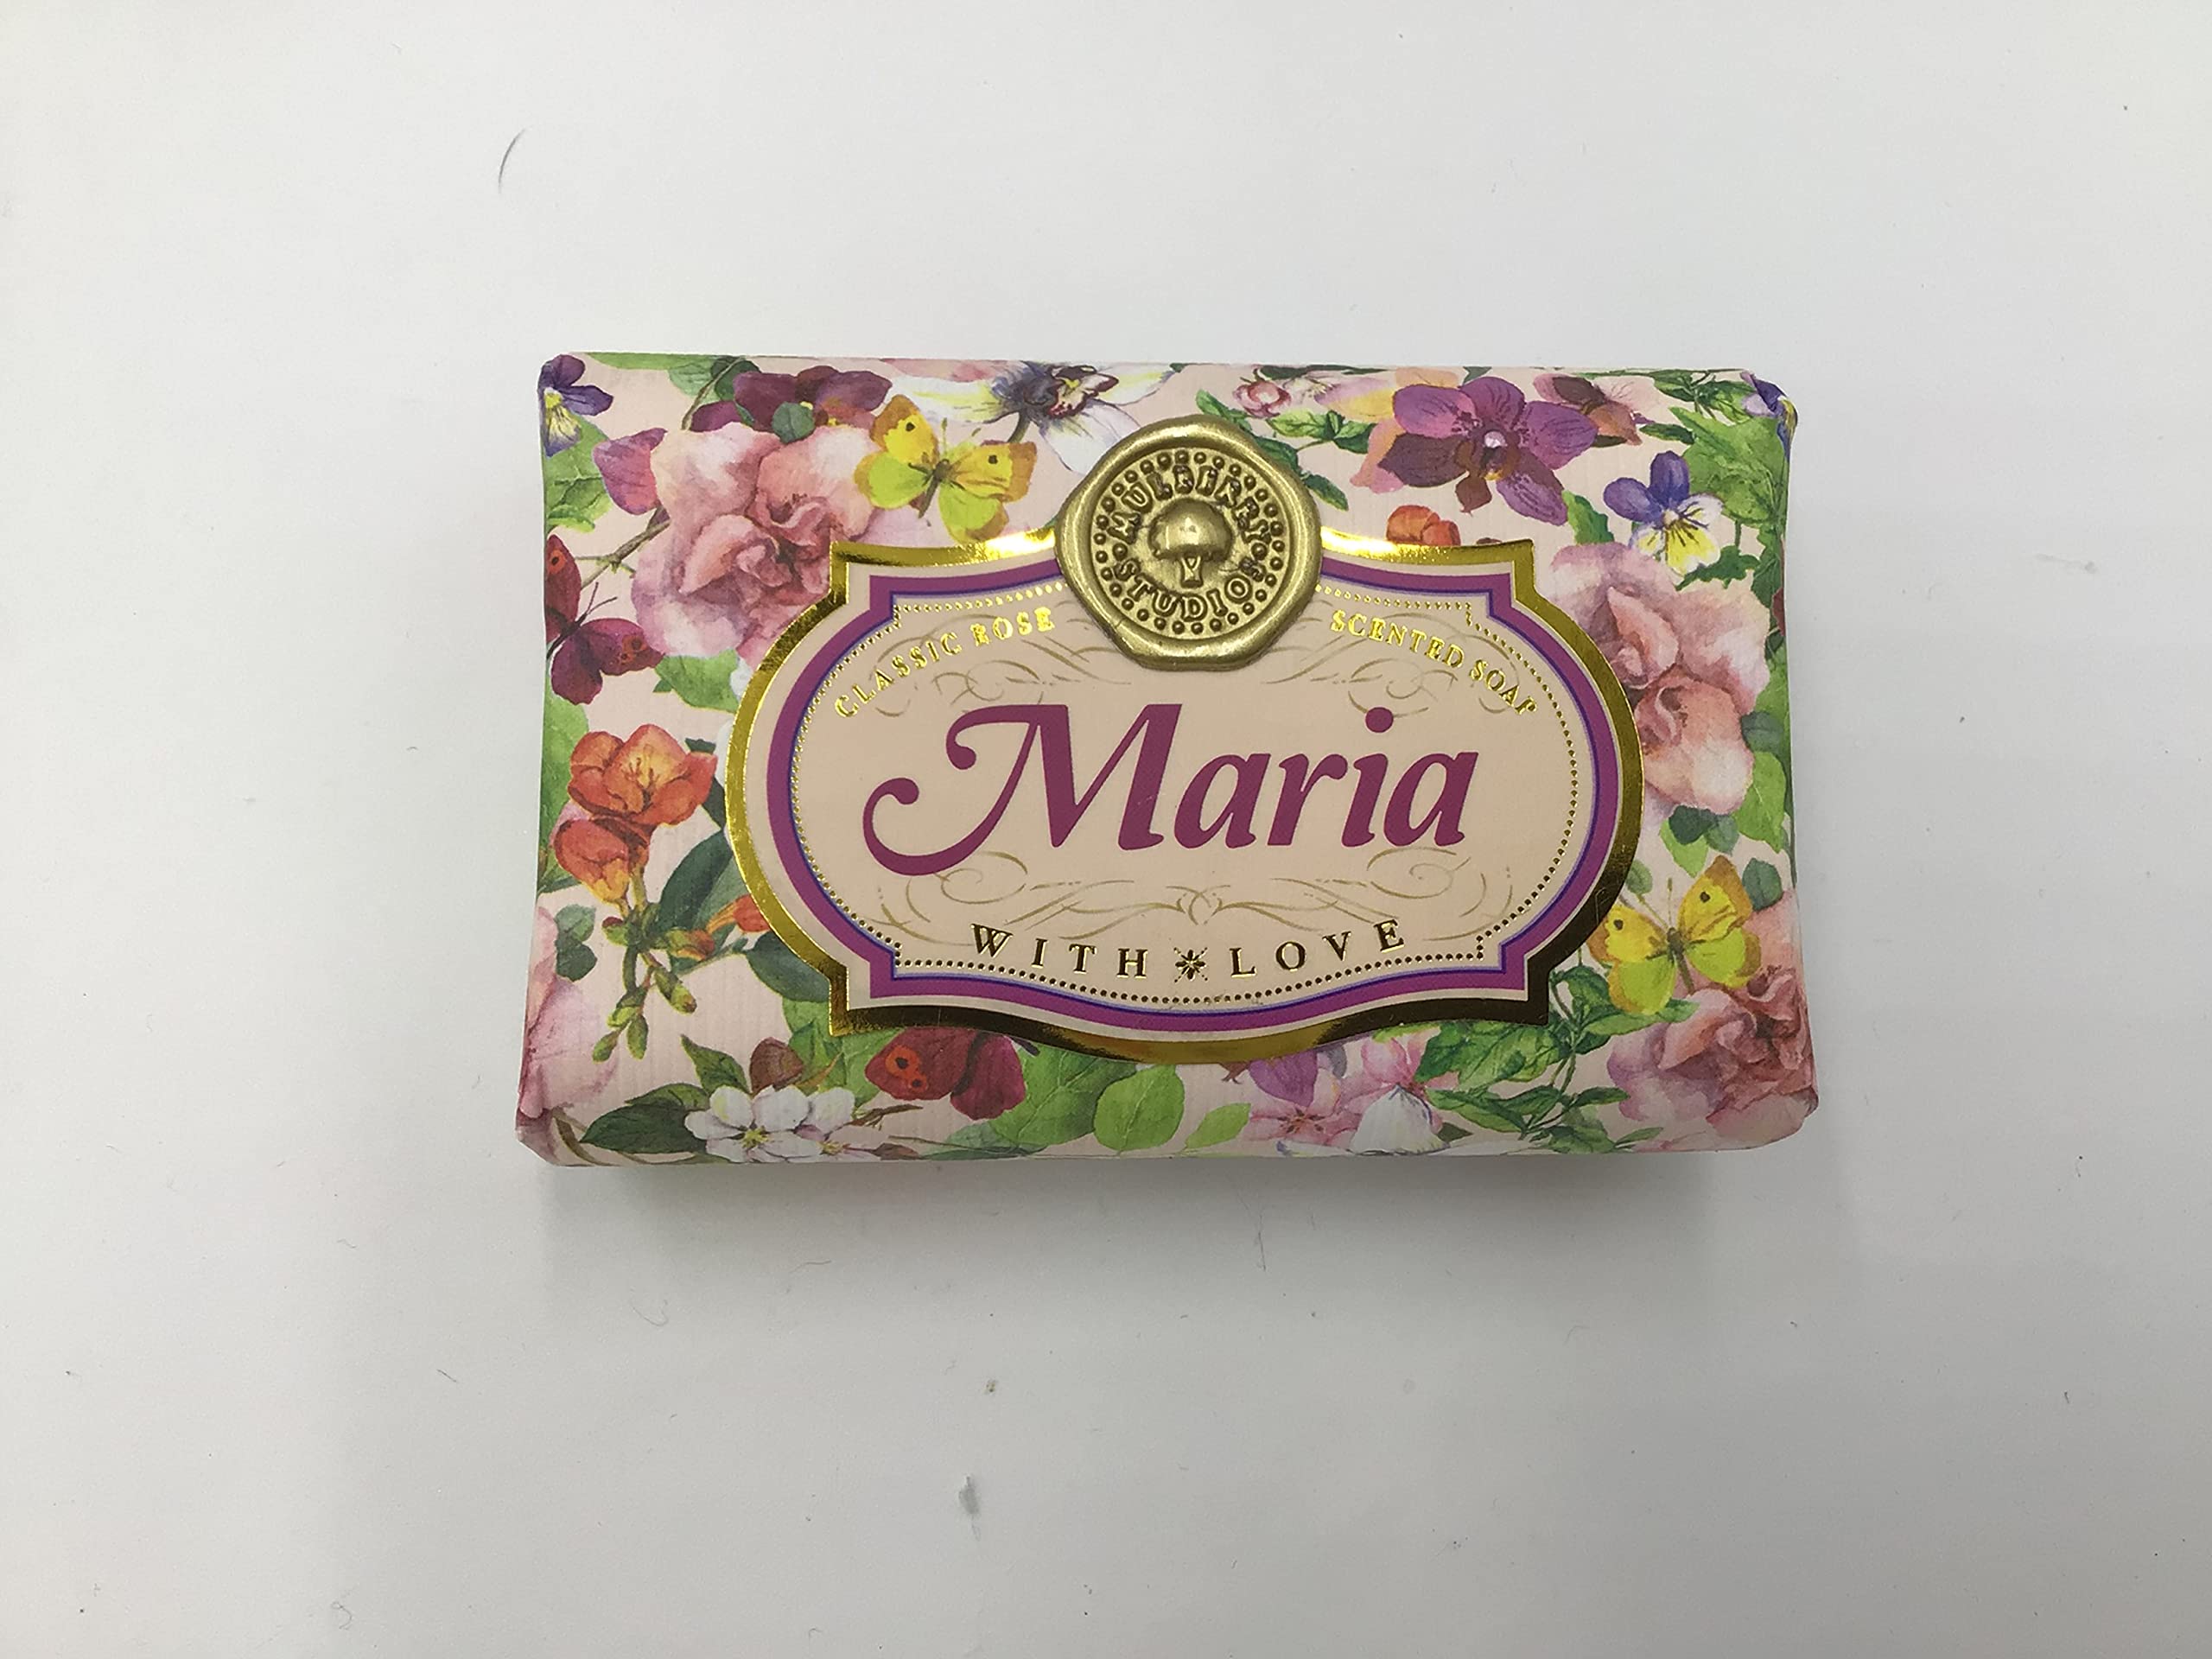 MULBERRY
STUDIO
CLASSIC ROSE
SCENTED SOAP
Maria
WITH LOVE